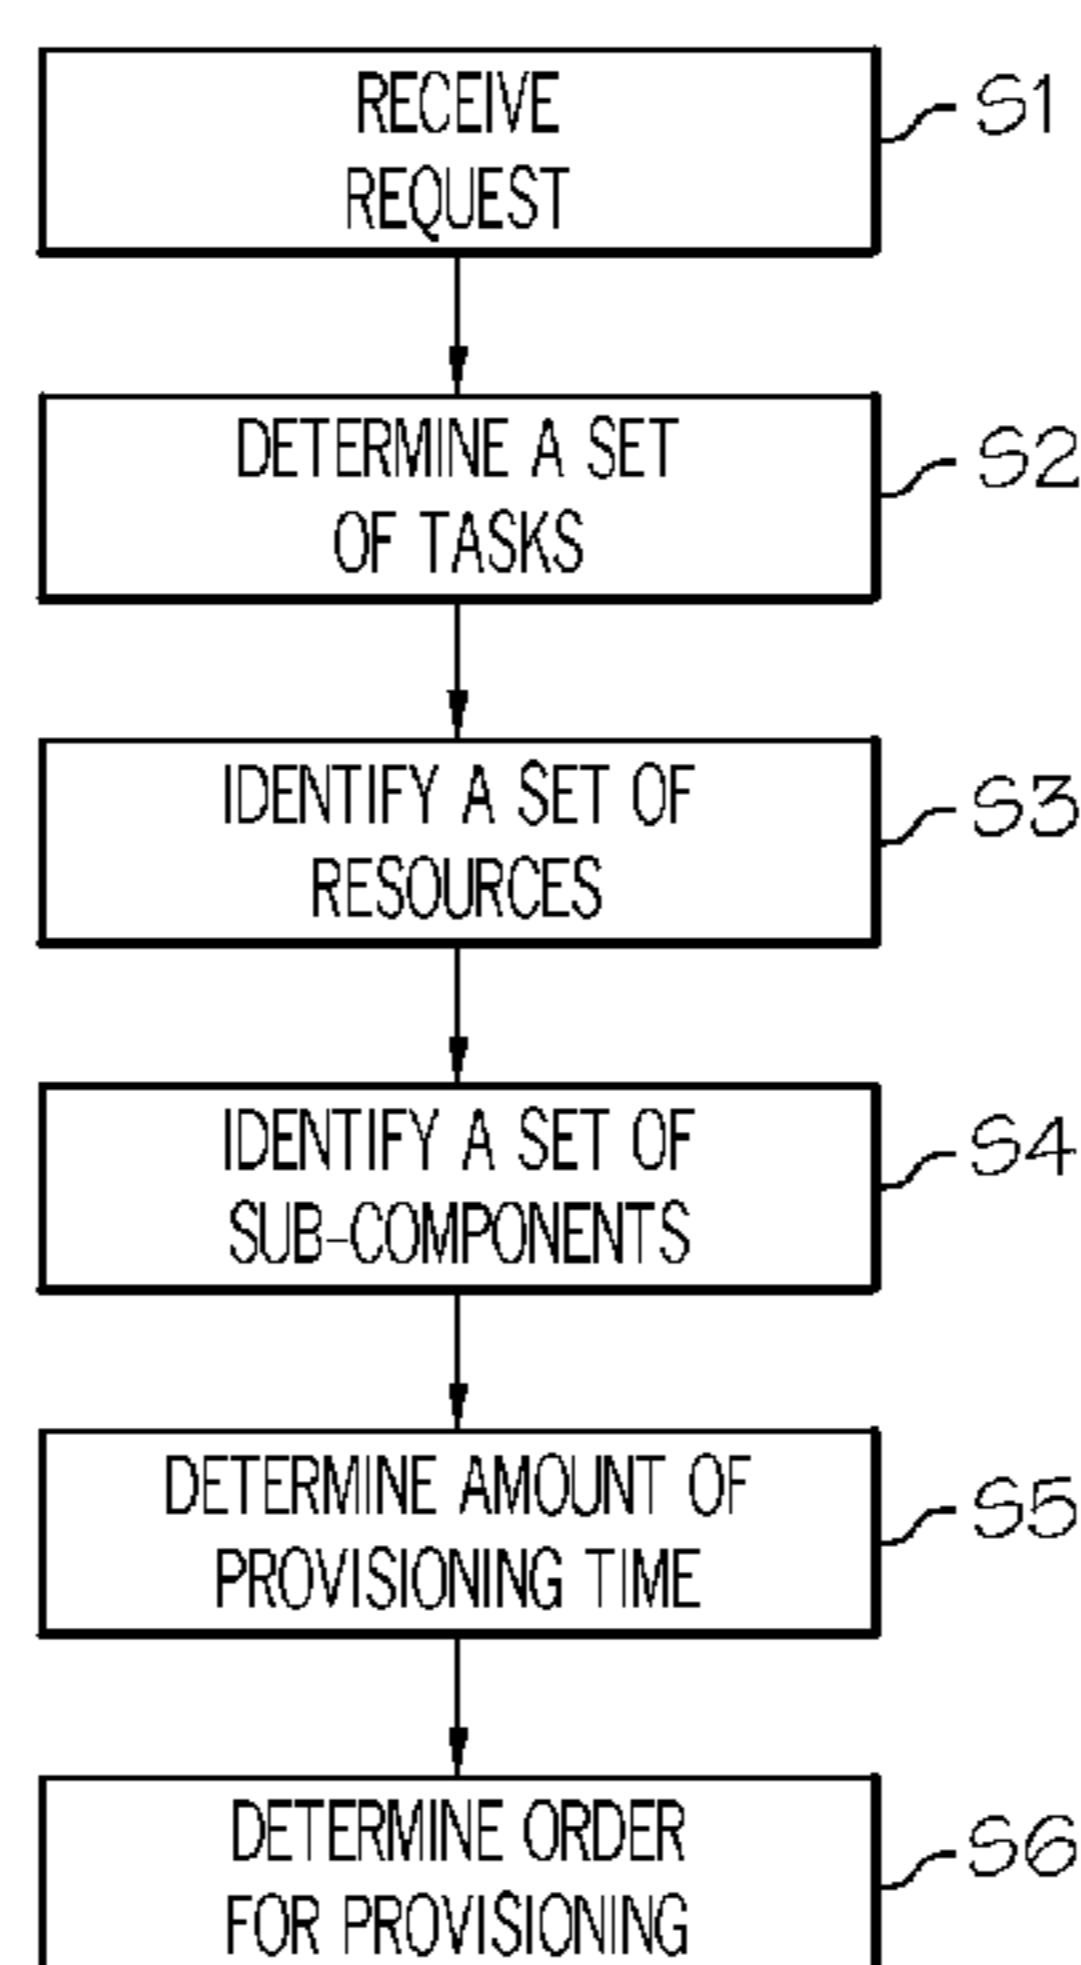 RECEIVE
REQUEST
S1
DETERMINE A SET
OF TASKS
S2
IDENTIFY A SET OF
RESOURCES
S3
IDENTIFY A SET OF
SUB-COMPONENTS
S4
DETERMINE AMOUNT OF
PROVISIONING TIME
S5
DETERMINE ORDER
FOR PROVISIONING
S6